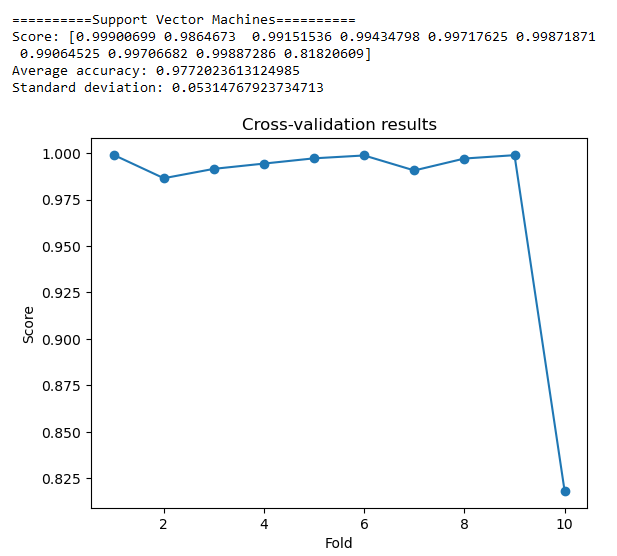 ==========Support Vector Machines==========
Score: [0.99900699 0.9864673  0.99151536 0.99434798 0.99717625 0.99871871
 0.99064525 0.99706682 0.99887286 0.81820609]
Average accuracy: 0.9772023613124985
Standard deviation: 0.05314767923734713
Cross-validation results
1.000
0.975
0.950
0.925
0.900
0.875
0.850
0.825
Score
2 4 6 8 10
Fold